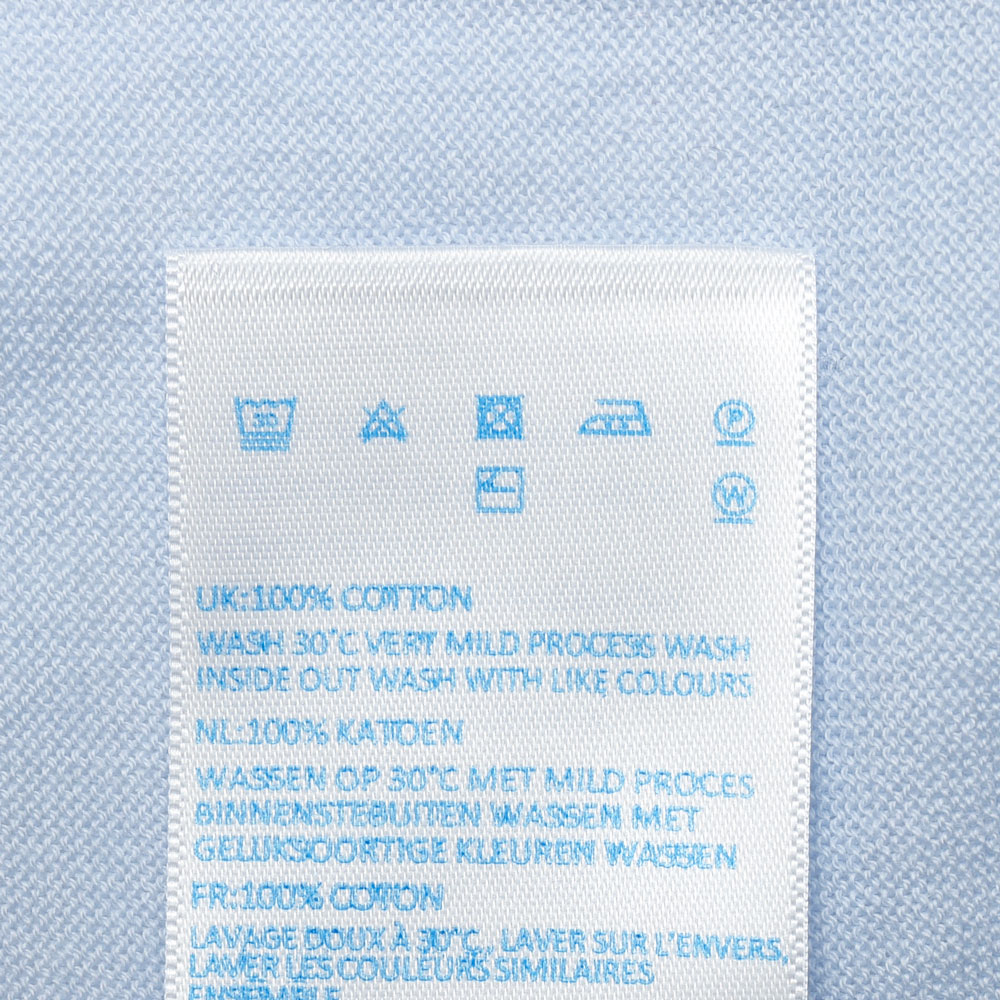 30
P
W
UK:100% COTTON
WASH 30°C VERY MILD PROCESS WASH
INSIDE OUT WASH WITH LIKE COLOURS
NL:100% KATOEN
WASSEN OP 30°C MET MILD PROCES
BINNENSTEBUITEN WASSEN MET
GELIJKSOORTIGE KLEUREN WASSEN
FR:100% COTON
LAVAGE DOUX À 30°C, LAVER SUR L'ENVERS,
LAVER LES COULEURS SIMILAIRES
ENSEMBLE